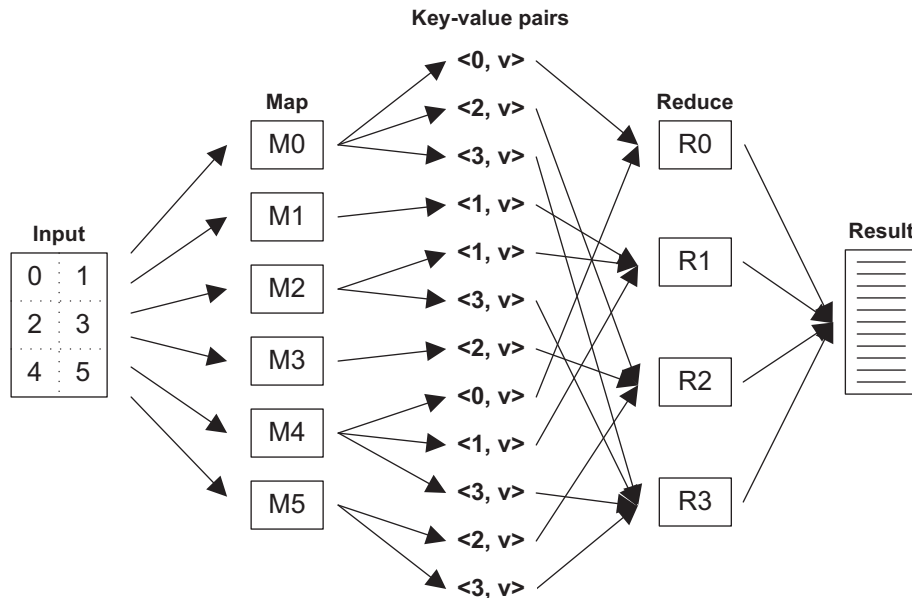 Key-value pairs
<0, v>
Map
Reduce
<2, v>
M0
R0
<3, v>
M1
<1, v>
Input
Result
0 1
M2
<1, v>
R1
2 3
<3, v>
4 5
M3
<2, v>
R2
<0, v>
M4
<1, v>
M5
<3, v>
R3
<2, v>
<3, v>